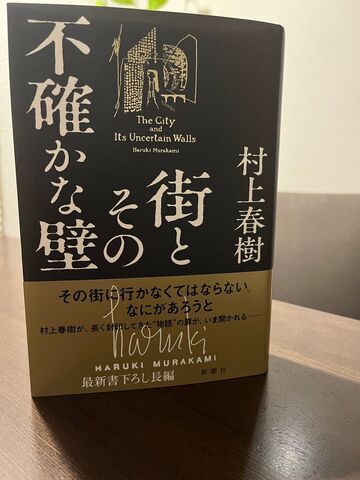 街と
その
不確かな壁
The City
and
Its Uncertain Walls
Haruki Murakami
村上春樹
その街に行かなくてはならない。
なにがあろうと
村上春樹が、長く封印してきた“物語”の扉が、いま開かれる——
haruki
HARUKI MURAKAMI
最新書下ろし長編
新潮社